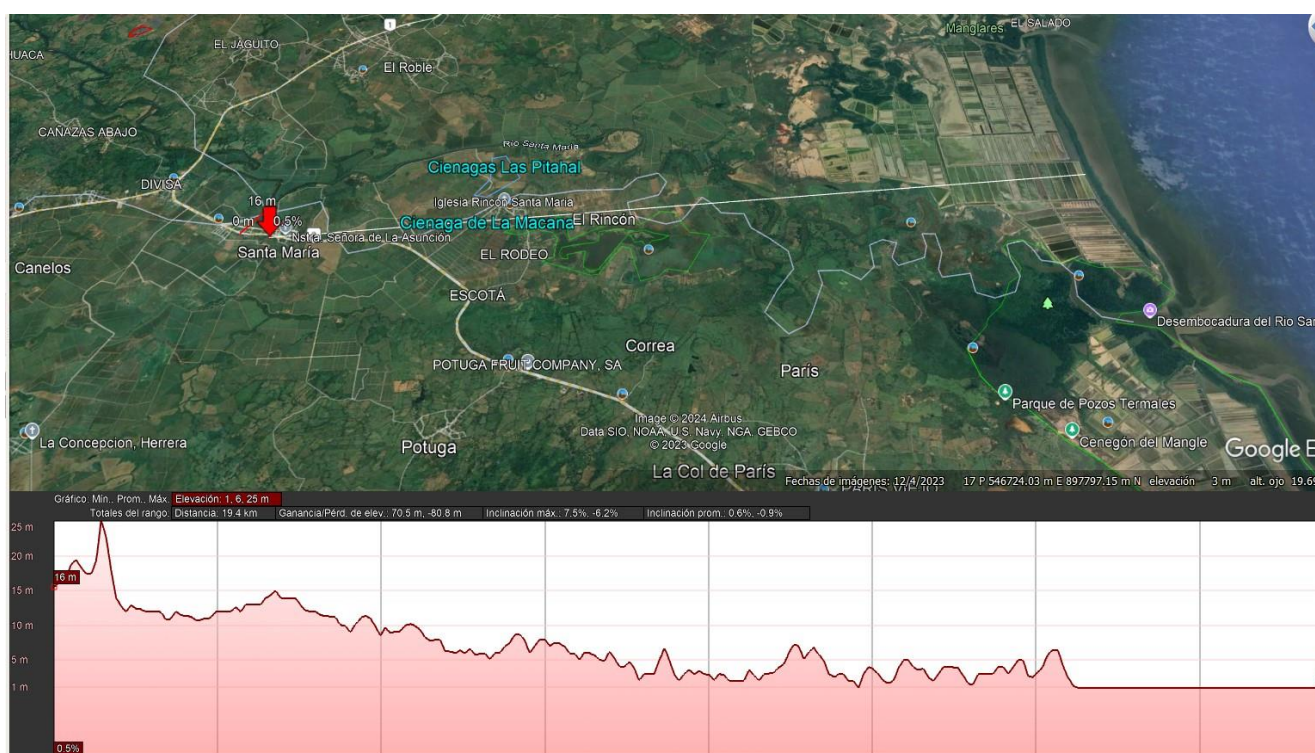 EL SALADO
Manglares
1
HUACA
EL JAGUITO
El Roble
CAÑAZAS ABAJO
Rio Santa Maria
Cienagas Las Pitahal
DIVISA
16 m
Iglesia Rincon Santa Maria
0 m 0.5%
Cienaga de La Macana
El Rincón
Nstra. Señora de La Asunción
Santa María
EL RODEO
Canelos
ESCOTÁ
Desembocadura del Rio San
Correa
POTUGA FRUIT COMPANY, SA
París
Parque de Pozos Termales
Image © 2024 Airbus
Data SIO, NOAA, U.S. Navy, NGA, GEBCO
© 2023 Google
La Concepcion, Herrera
Potuga
Cenegón del Mangle
Google E
La Col de París
PARÍS VIEJO
Fechas de imágenes: 12/4/2023 17 P 546724.03 m E 897797.15 m N elevación 3 m alt. ojo 19.69
Gráfico: Mín., Prom., Máx. Elevación: 1, 6, 25 m
Totales del rango: Distancia: 19.4 km Ganancia/Pérd. de elev.: 70.5 m, -80.8 m Inclinación máx.: 7.5%, -6.2% Inclinación prom.: 0.6%, -0.9%
25 m
20 m
16 m
15 m
10 m
5 m
1 m
0.5%